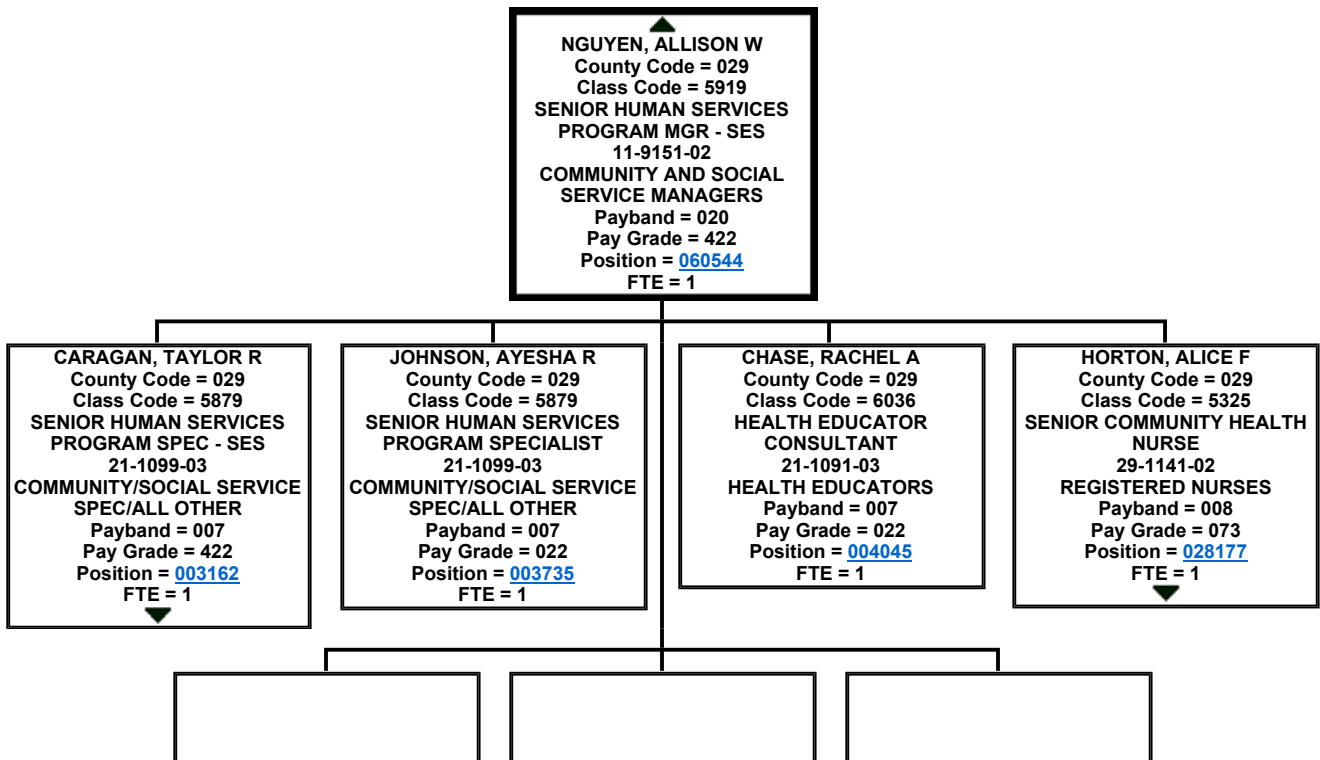 NGUYEN, ALLISON W
County Code = 029
Class Code = 5919
SENIOR HUMAN SERVICES
PROGRAM MGR - SES
11-9151-02
COMMUNITY AND SOCIAL
SERVICE MANAGERS
Payband = 020
Pay Grade = 422
Position = 060544
FTE = 1
CARAGAN, TAYLOR R
County Code = 029
Class Code = 5879
SENIOR HUMAN SERVICES
PROGRAM SPEC - SES
21-1099-03
COMMUNITY/SOCIAL SERVICE
SPEC/ALL OTHER
Payband = 007
Pay Grade = 422
Position = 003162
FTE = 1
JOHNSON, AYESHA R
County Code = 029
Class Code = 5879
SENIOR HUMAN SERVICES
PROGRAM SPECIALIST
21-1099-03
COMMUNITY/SOCIAL SERVICE
SPEC/ALL OTHER
Payband = 007
Pay Grade = 022
Position = 003735
FTE = 1
CHASE, RACHEL A
County Code = 029
Class Code = 6036
HEALTH EDUCATOR
CONSULTANT
21-1091-03
HEALTH EDUCATORS
Payband = 007
Pay Grade = 022
Position = 004045
FTE = 1
HORTON, ALICE F
County Code = 029
Class Code = 5325
SENIOR COMMUNITY HEALTH
NURSE
29-1141-02
REGISTERED NURSES
Payband = 008
Pay Grade = 073
Position = 028177
FTE = 1